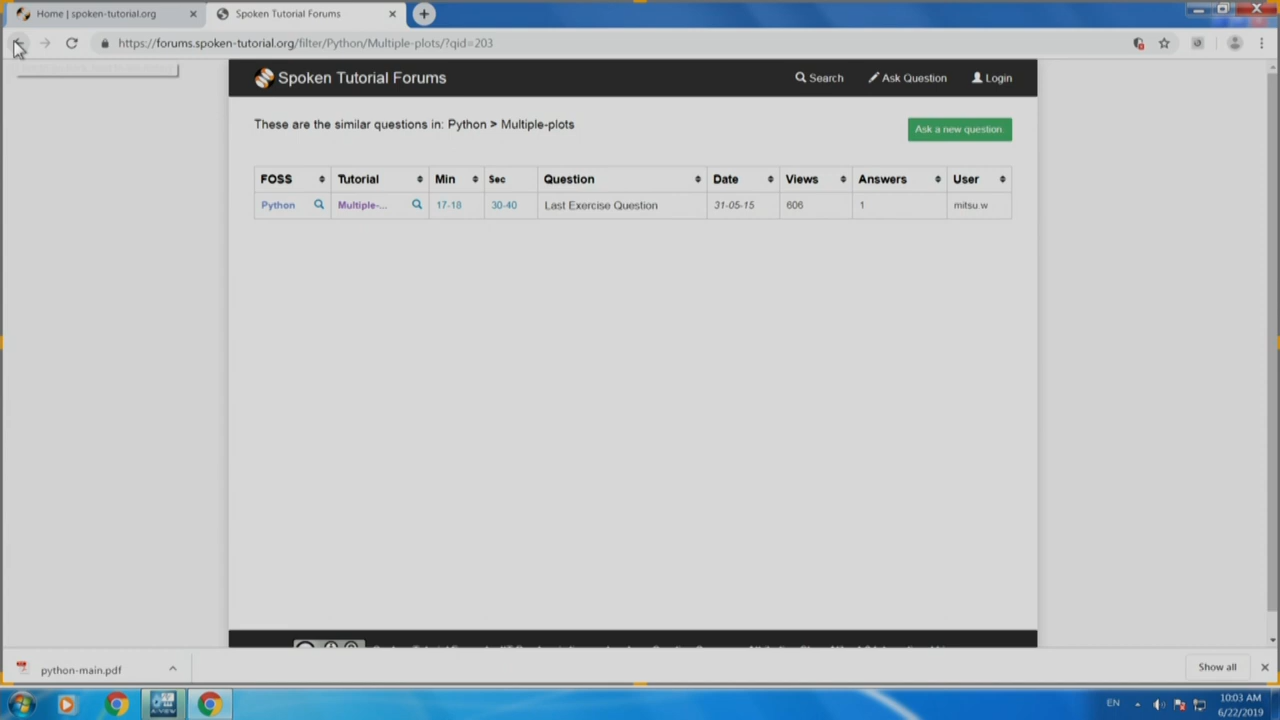 Home | spoken-tutorial.org
Spoken Tutorial Forums
https://forums.spoken-tutorial.org/filter/Python/Multiple-plots/?qid=203
Spoken Tutorial Forums
Search
Ask Question
Login
These are the similar questions in: Python > Multiple-plots
Ask a new question
FOSS Tutorial Min Sec Question Date Views Answers User
Python Multiple-... 17-18 30-40 Last Exercise Question 31-05-15 606 1 mitsu.w
python-main.pdf
Show all
EN
10:03 AM
6/22/2019